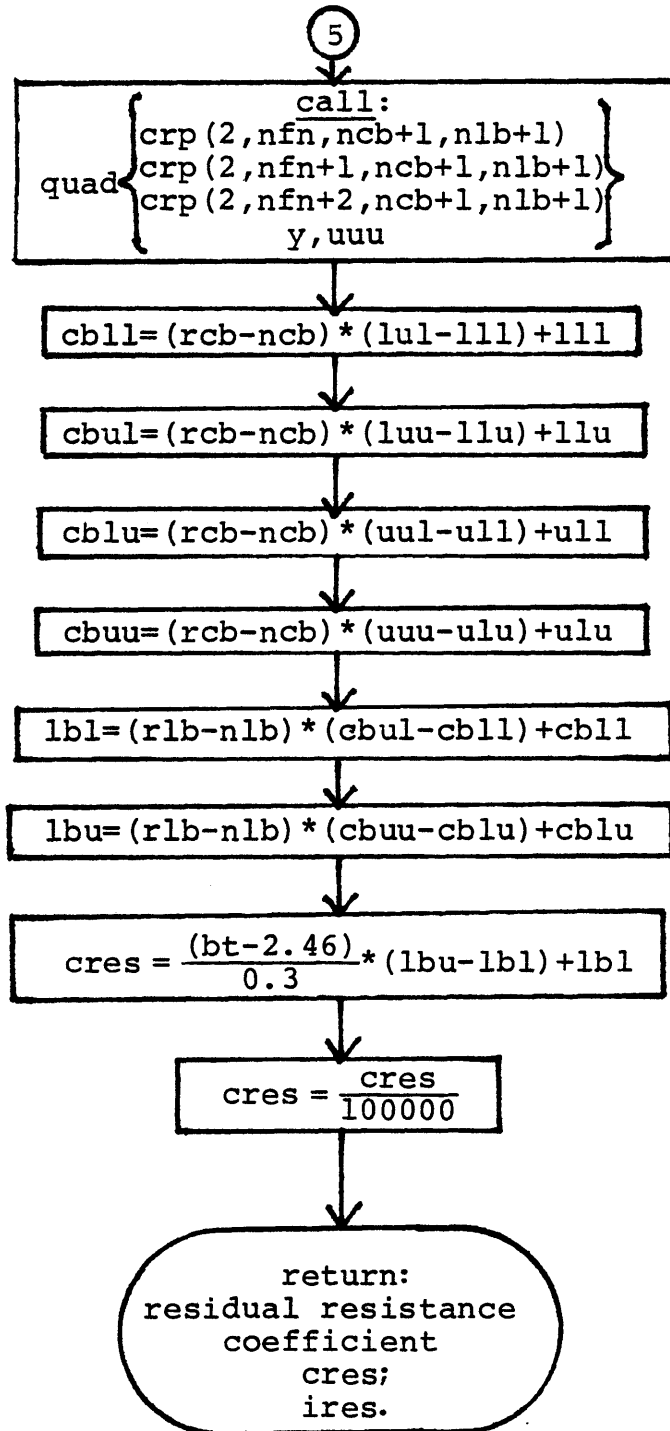 5
call:
crp(2,nfn,ncb+1,nlb+1)
quad crp(2,nfn+1,ncb+1,nlb+1)
crp(2,nfn+2,ncb+1,nlb+1)
y,uuu
cbll=(rcb-ncb)*(lul-lll)+lll
cbul=(rcb-ncb)*(luu-llu)+llu
cblu=(rcb-ncb)*(uul-ull)+ull
cbuu=(rcb-ncb)*(uuu-ulu)+ulu
lbl=(rlb-nlb)*(cbul-cbll)+cbll
lbu=(rlb-nlb)*(cbuu-cblu)+cblu
cres = (bt-2.46)/0.3 *(lbu-lbl)+lbl
cres = cres/100000
return:
residual resistance
coefficient
cres;
ires.